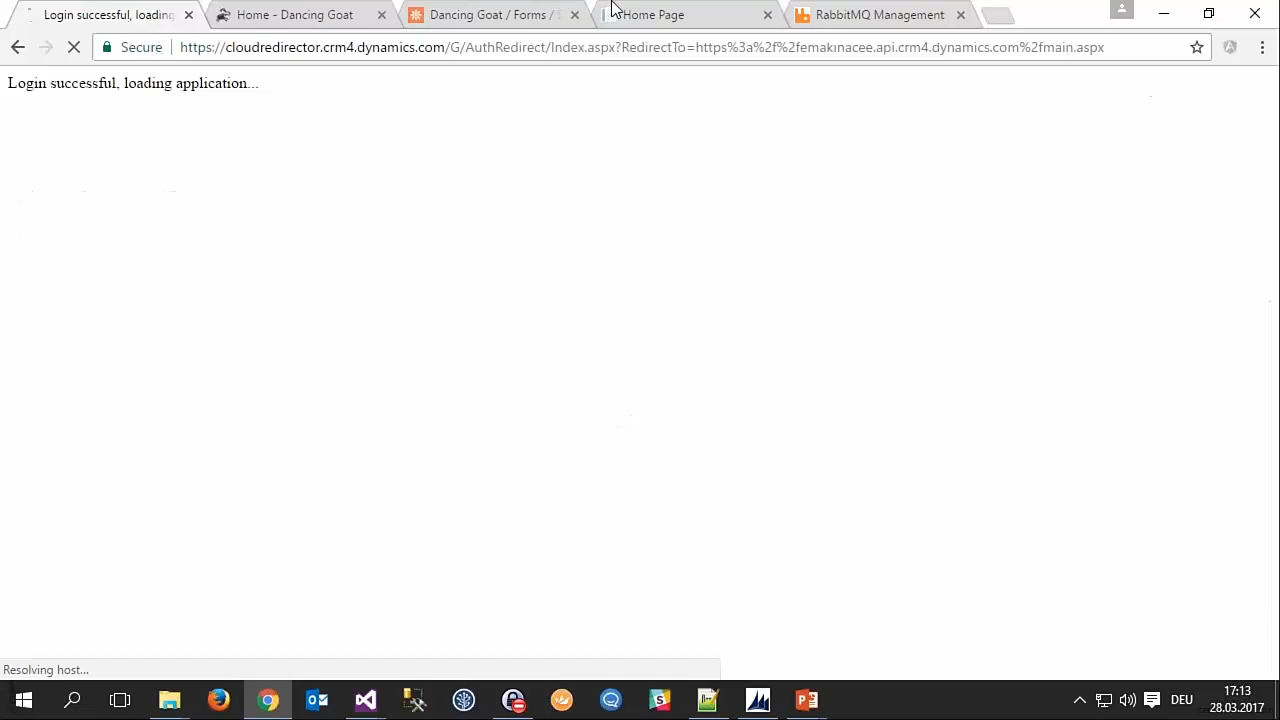 Login successful, loading
Home - Dancing Goat
Dancing Goat / Forms /
Home Page
RabbitMQ Management
Secure
https://cloudredirector.crm4.dynamics.com/G/AuthRedirect/Index.aspx?RedirectTo=https%3a%2f%2femakinacee.api.crm4.dynamics.com%2fmain.aspx
Login successful, loading application...
Resolving host...
DEU
17:13
28.03.2017